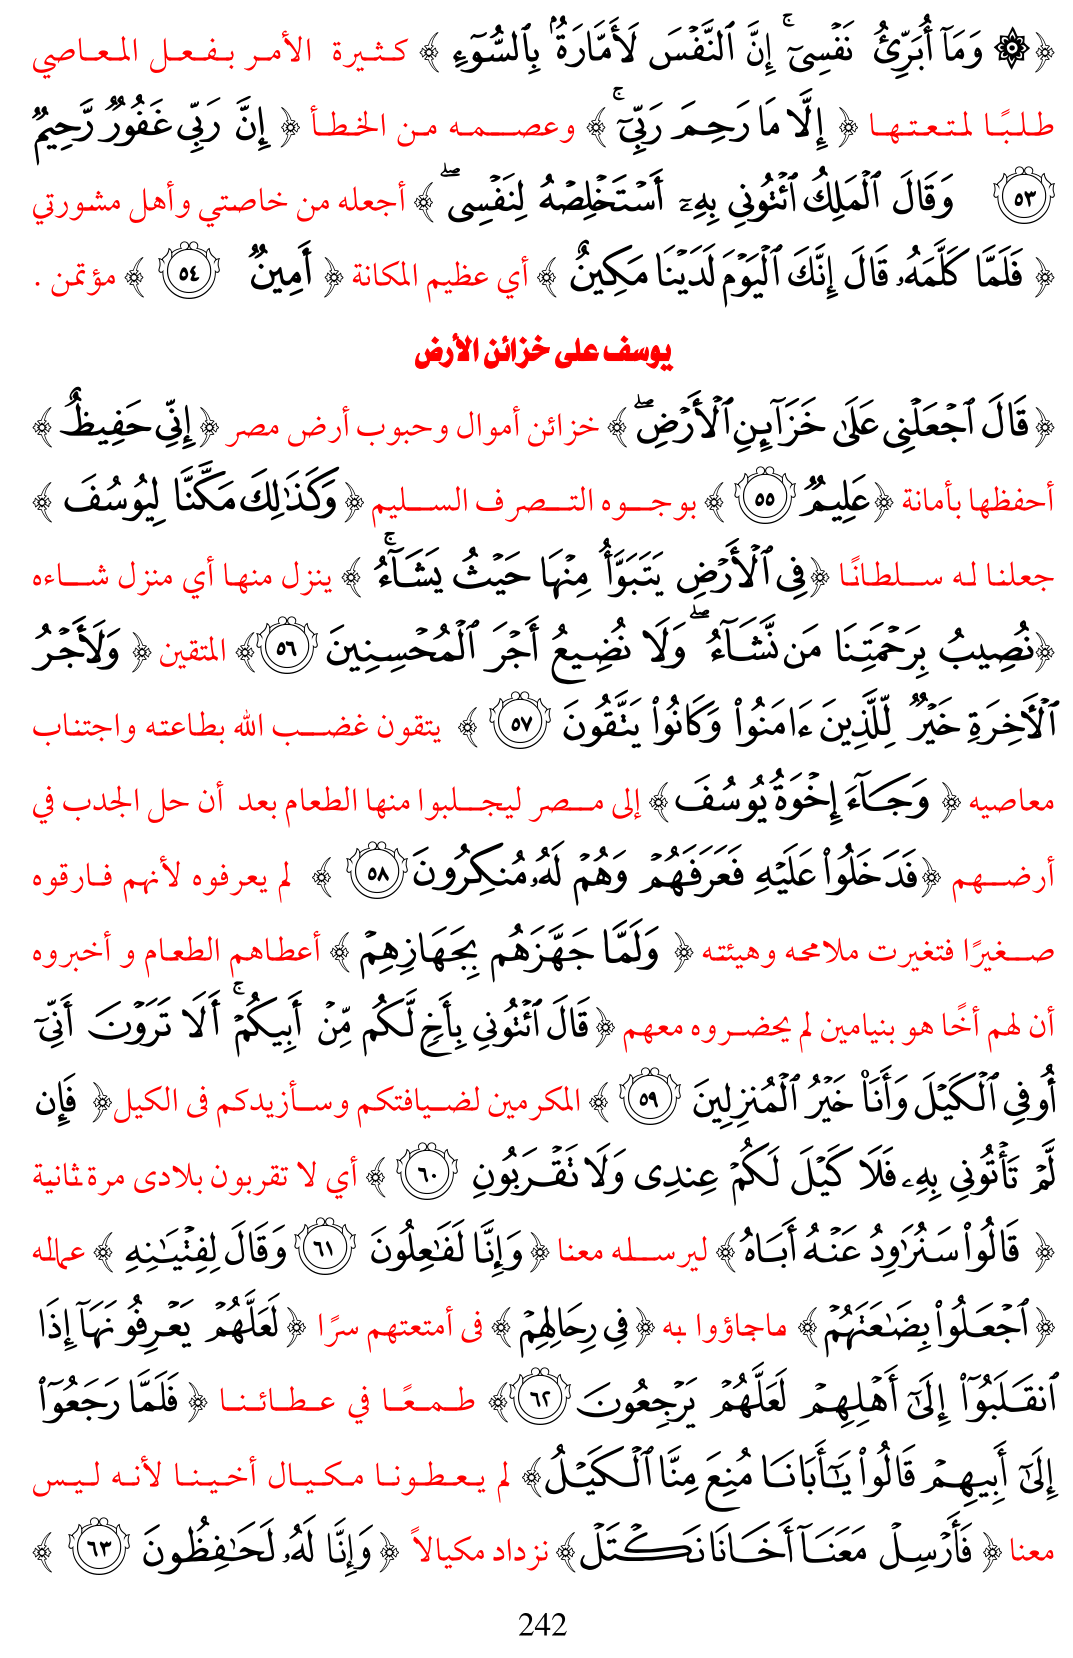 ﴿ ۞ وَمَآ أُبَرِّئُ نَفْسِىٓ ۚ إِنَّ ٱلنَّفْسَ لَأَمَّارَةٌۢ بِٱلسُّوٓءِ ﴾ كثيرة الأمر بفعل المعاصي
طلبًا لمتعتها ﴿ إِلَّا مَا رَحِمَ رَبِّىٓ ۚ ﴾ وعصمه من الخطأ ﴿ إِنَّ رَبِّى غَفُورٌ رَّحِيمٌ
٥٣ وَقَالَ ٱلْمَلِكُ ٱئْتُونِى بِهِۦٓ أَسْتَخْلِصْهُ لِنَفْسِى ۖ ﴾ أجعله من خاصتي وأهل مشورتي
﴿ فَلَمَّا كَلَّمَهُۥ قَالَ إِنَّكَ ٱلْيَوْمَ لَدَيْنَا مَكِينٌ ﴾ أي عظيم المكانة ﴿ أَمِينٌ ٥٤ ﴾ مؤتمن .
يوسف على خزائن الأرض
﴿ قَالَ ٱجْعَلْنِى عَلَىٰ خَزَآئِنِ ٱلْأَرْضِ ۖ ﴾ خزائن أموال وحبوب أرض مصر ﴿ إِنِّى حَفِيظٌ ﴾
أحفظها بأمانة ﴿ عَلِيمٌ ٥٥ ﴾ بوجوه التصرف السليم ﴿ وَكَذَٰلِكَ مَكَّنَّا لِيُوسُفَ ﴾
جعلنا له سلطانًا ﴿ فِى ٱلْأَرْضِ يَتَبَوَّأُ مِنْهَا حَيْثُ يَشَآءُ ۚ ﴾ ينزل منها أي منزل شاءه
﴿ نُصِيبُ بِرَحْمَتِنَا مَن نَّشَآءُ ۖ وَلَا نُضِيعُ أَجْرَ ٱلْمُحْسِنِينَ ٥٦ ﴾ المتقين ﴿ وَلَأَجْرُ
ٱلْـَٔاخِرَةِ خَيْرٌ لِّلَّذِينَ ءَامَنُوا۟ وَكَانُوا۟ يَتَّقُونَ ٥٧ ﴾ يتقون غضب الله بطاعته واجتناب
معاصيه ﴿ وَجَآءَ إِخْوَةُ يُوسُفَ ﴾ إلى مصر ليجلبوا منها الطعام بعد أن حل الجدب في
أرضهم ﴿ فَدَخَلُوا۟ عَلَيْهِ فَعَرَفَهُمْ وَهُمْ لَهُۥ مُنكِرُونَ ٥٨ ﴾ لم يعرفوه لأنهم فارقوه
صغيرًا فتغيرت ملامحه وهيئته ﴿ وَلَمَّا جَهَّزَهُم بِجَهَازِهِمْ ﴾ أعطاهم الطعام و أخبروه
أن لهم أخًا هو بنيامين لم يحضروه معهم ﴿ قَالَ ٱئْتُونِى بِأَخٍ لَّكُم مِّنْ أَبِيكُمْ ۚ أَلَا تَرَوْنَ أَنِّىٓ
أُوفِى ٱلْكَيْلَ وَأَنَا۠ خَيْرُ ٱلْمُنزِلِينَ ٥٩ ﴾ المكرمين لضيافتكم وسأزيدكم فى الكيل ﴿ فَإِن
لَّمْ تَأْتُونِى بِهِۦ فَلَا كَيْلَ لَكُمْ عِندِى وَلَا تَقْرَبُونِ ٦٠ ﴾ أي لا تقربون بلادى مرة ثانية
﴿ قَالُوا۟ سَنُرَٰوِدُ عَنْهُ أَبَاهُ ﴾ ليرسله معنا ﴿ وَإِنَّا لَفَٰعِلُونَ ٦١ وَقَالَ لِفِتْيَٰنِهِ ﴾ عماله
﴿ ٱجْعَلُوا۟ بِضَٰعَتَهُمْ ﴾ ماجاؤوا به ﴿ فِى رِحَالِهِمْ ﴾ فى أمتعتهم سرًا ﴿ لَعَلَّهُمْ يَعْرِفُونَهَآ إِذَا
ٱنقَلَبُوٓا۟ إِلَىٰٓ أَهْلِهِمْ لَعَلَّهُمْ يَرْجِعُونَ ٦٢ ﴾ طمعًا في عطائنا ﴿ فَلَمَّا رَجَعُوٓا۟
إِلَىٰٓ أَبِيهِمْ قَالُوا۟ يَٰٓأَبَانَا مُنِعَ مِنَّا ٱلْكَيْلُ ﴾ لم يعطونا مكيال أخينا لأنه ليس
معنا ﴿ فَأَرْسِلْ مَعَنَآ أَخَانَا نَكْتَلْ ﴾ نزداد مكيالاً ﴿ وَإِنَّا لَهُۥ لَحَٰفِظُونَ ٦٣ ﴾
242